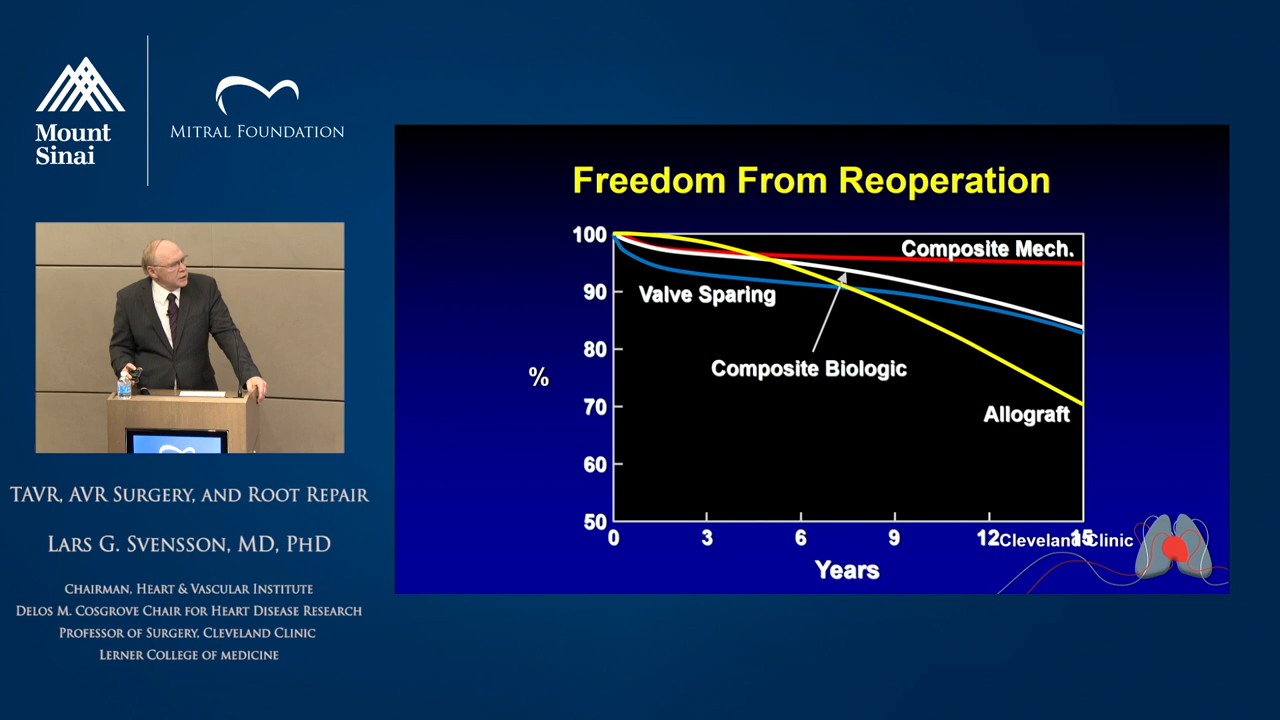 Mount
Sinai
MITRAL FOUNDATION
TAVR, AVR SURGERY, AND ROOT REPAIR
LARS G. SVENSSON, MD, PHD
CHAIRMAN, HEART & VASCULAR INSTITUTE
DELOS M. COSGROVE CHAIR FOR HEART DISEASE RESEARCH
PROFESSOR OF SURGERY, CLEVELAND CLINIC
LERNER COLLEGE OF MEDICINE
Freedom From Reoperation
100
90
80
70
60
50
%
Composite Mech.
Valve Sparing
Composite Biologic
Allograft
0 3 6 9 12 15
Years
Cleveland Clinic